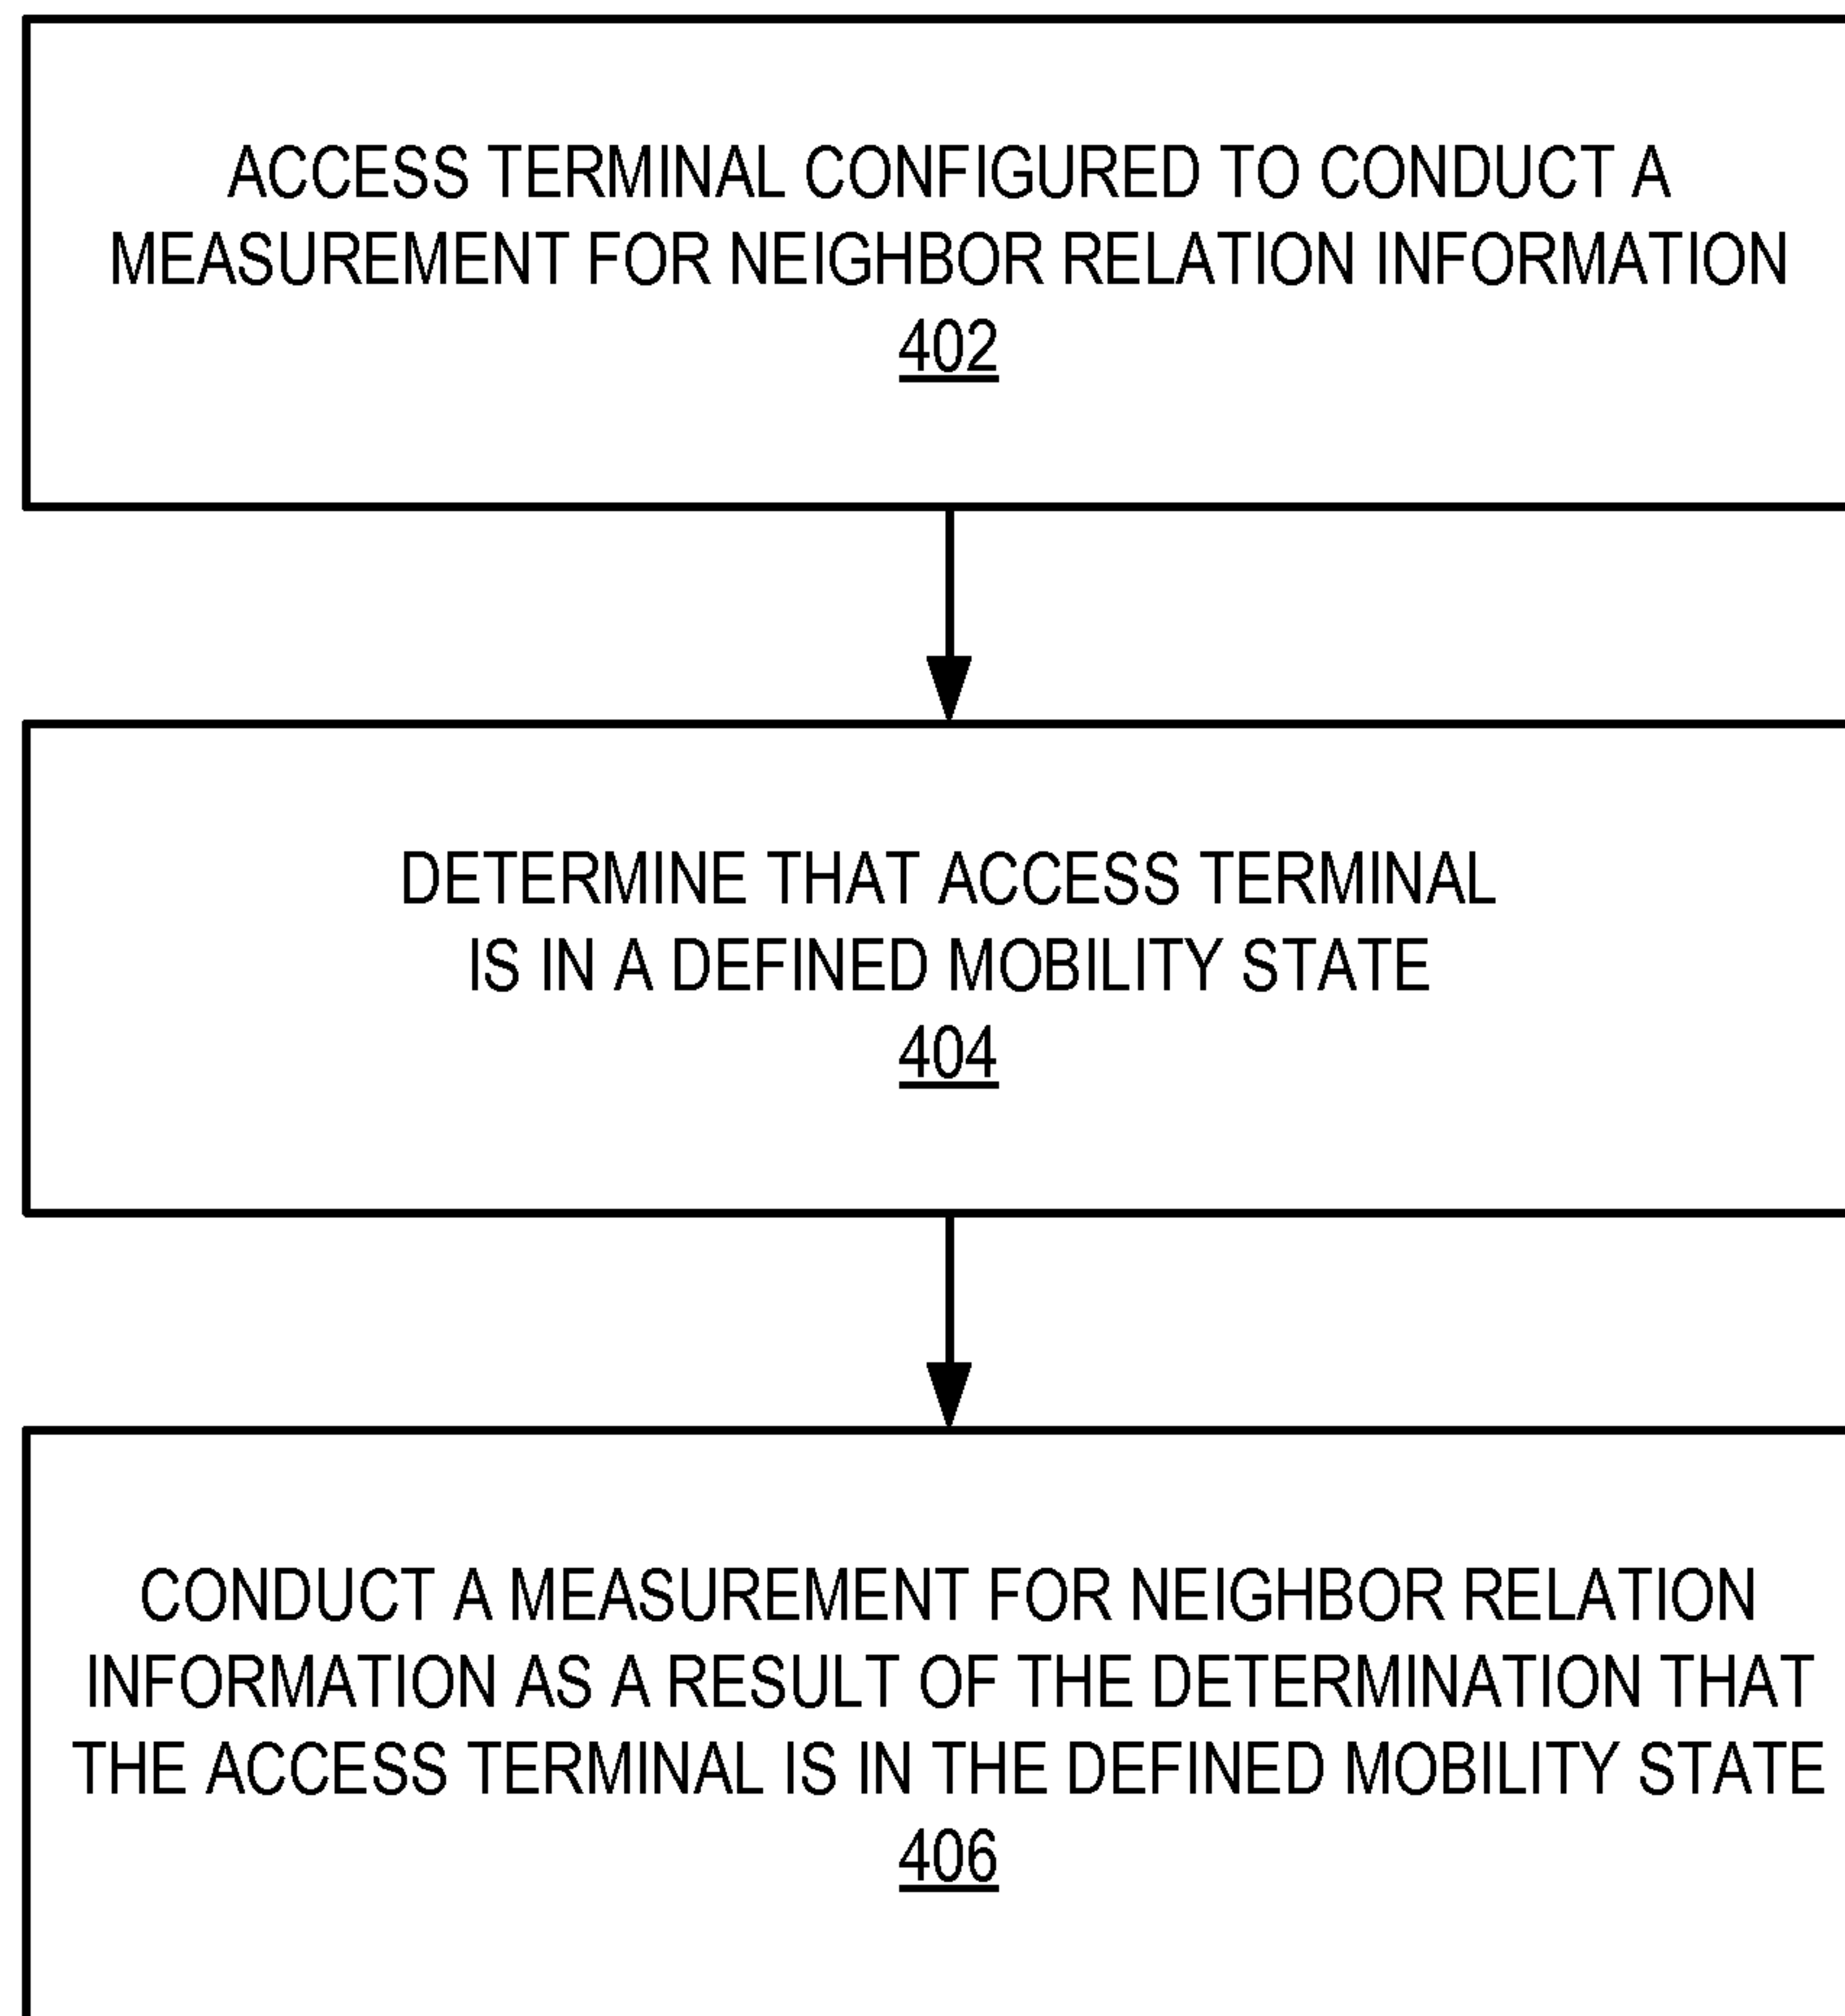 ACCESS TERMINAL CONFIGURED TO CONDUCT A
MEASUREMENT FOR NEIGHBOR RELATION INFORMATION
402
DETERMINE THAT ACCESS TERMINAL
IS IN A DEFINED MOBILITY STATE
404
CONDUCT A MEASUREMENT FOR NEIGHBOR RELATION
INFORMATION AS A RESULT OF THE DETERMINATION THAT
THE ACCESS TERMINAL IS IN THE DEFINED MOBILITY STATE
406